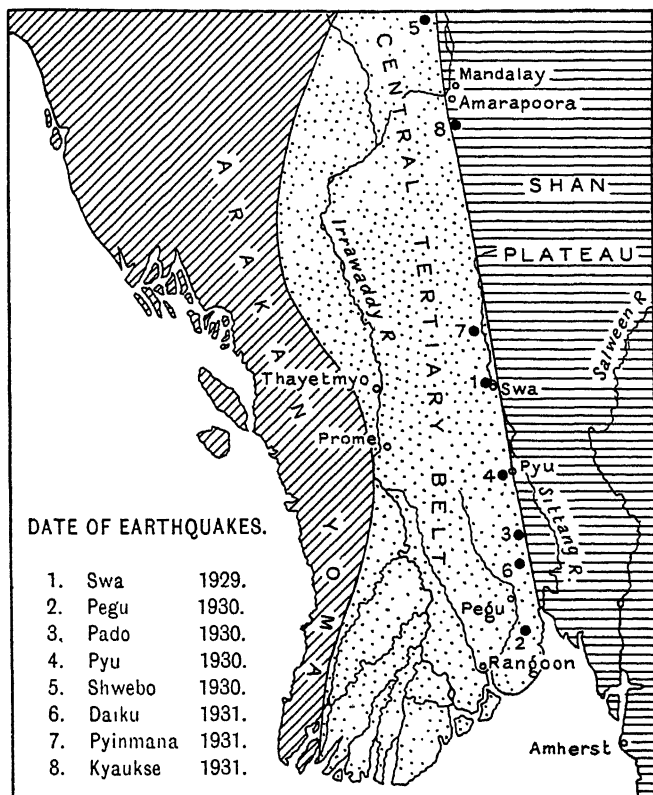 5
CENTRAL TERTIARY BELT
Mandalay
Amarapoora
8
ARAKAN YOMA
SHAN
PLATEAU
Irrawaddy R
Salween R
7
Thayetmyo
1
Swa
Prome
4
Pyu
Sittang R
3
6
Pegu
2
Rangoon
Amherst
DATE OF EARTHQUAKES.
1. Swa 1929.
2. Pegu 1930.
3. Pado 1930.
4. Pyu 1930.
5. Shwebo 1930.
6. Daiku 1931.
7. Pyinmana 1931.
8. Kyaukse 1931.